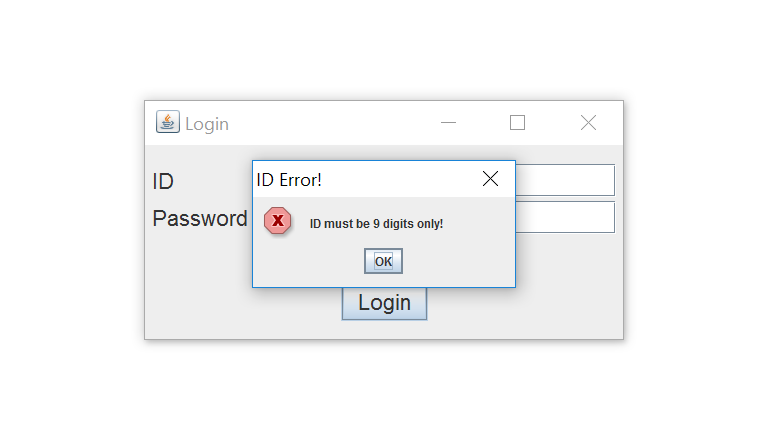 Login
ID Error!
ID
ID must be 9 digits only!
Password
OK
Login